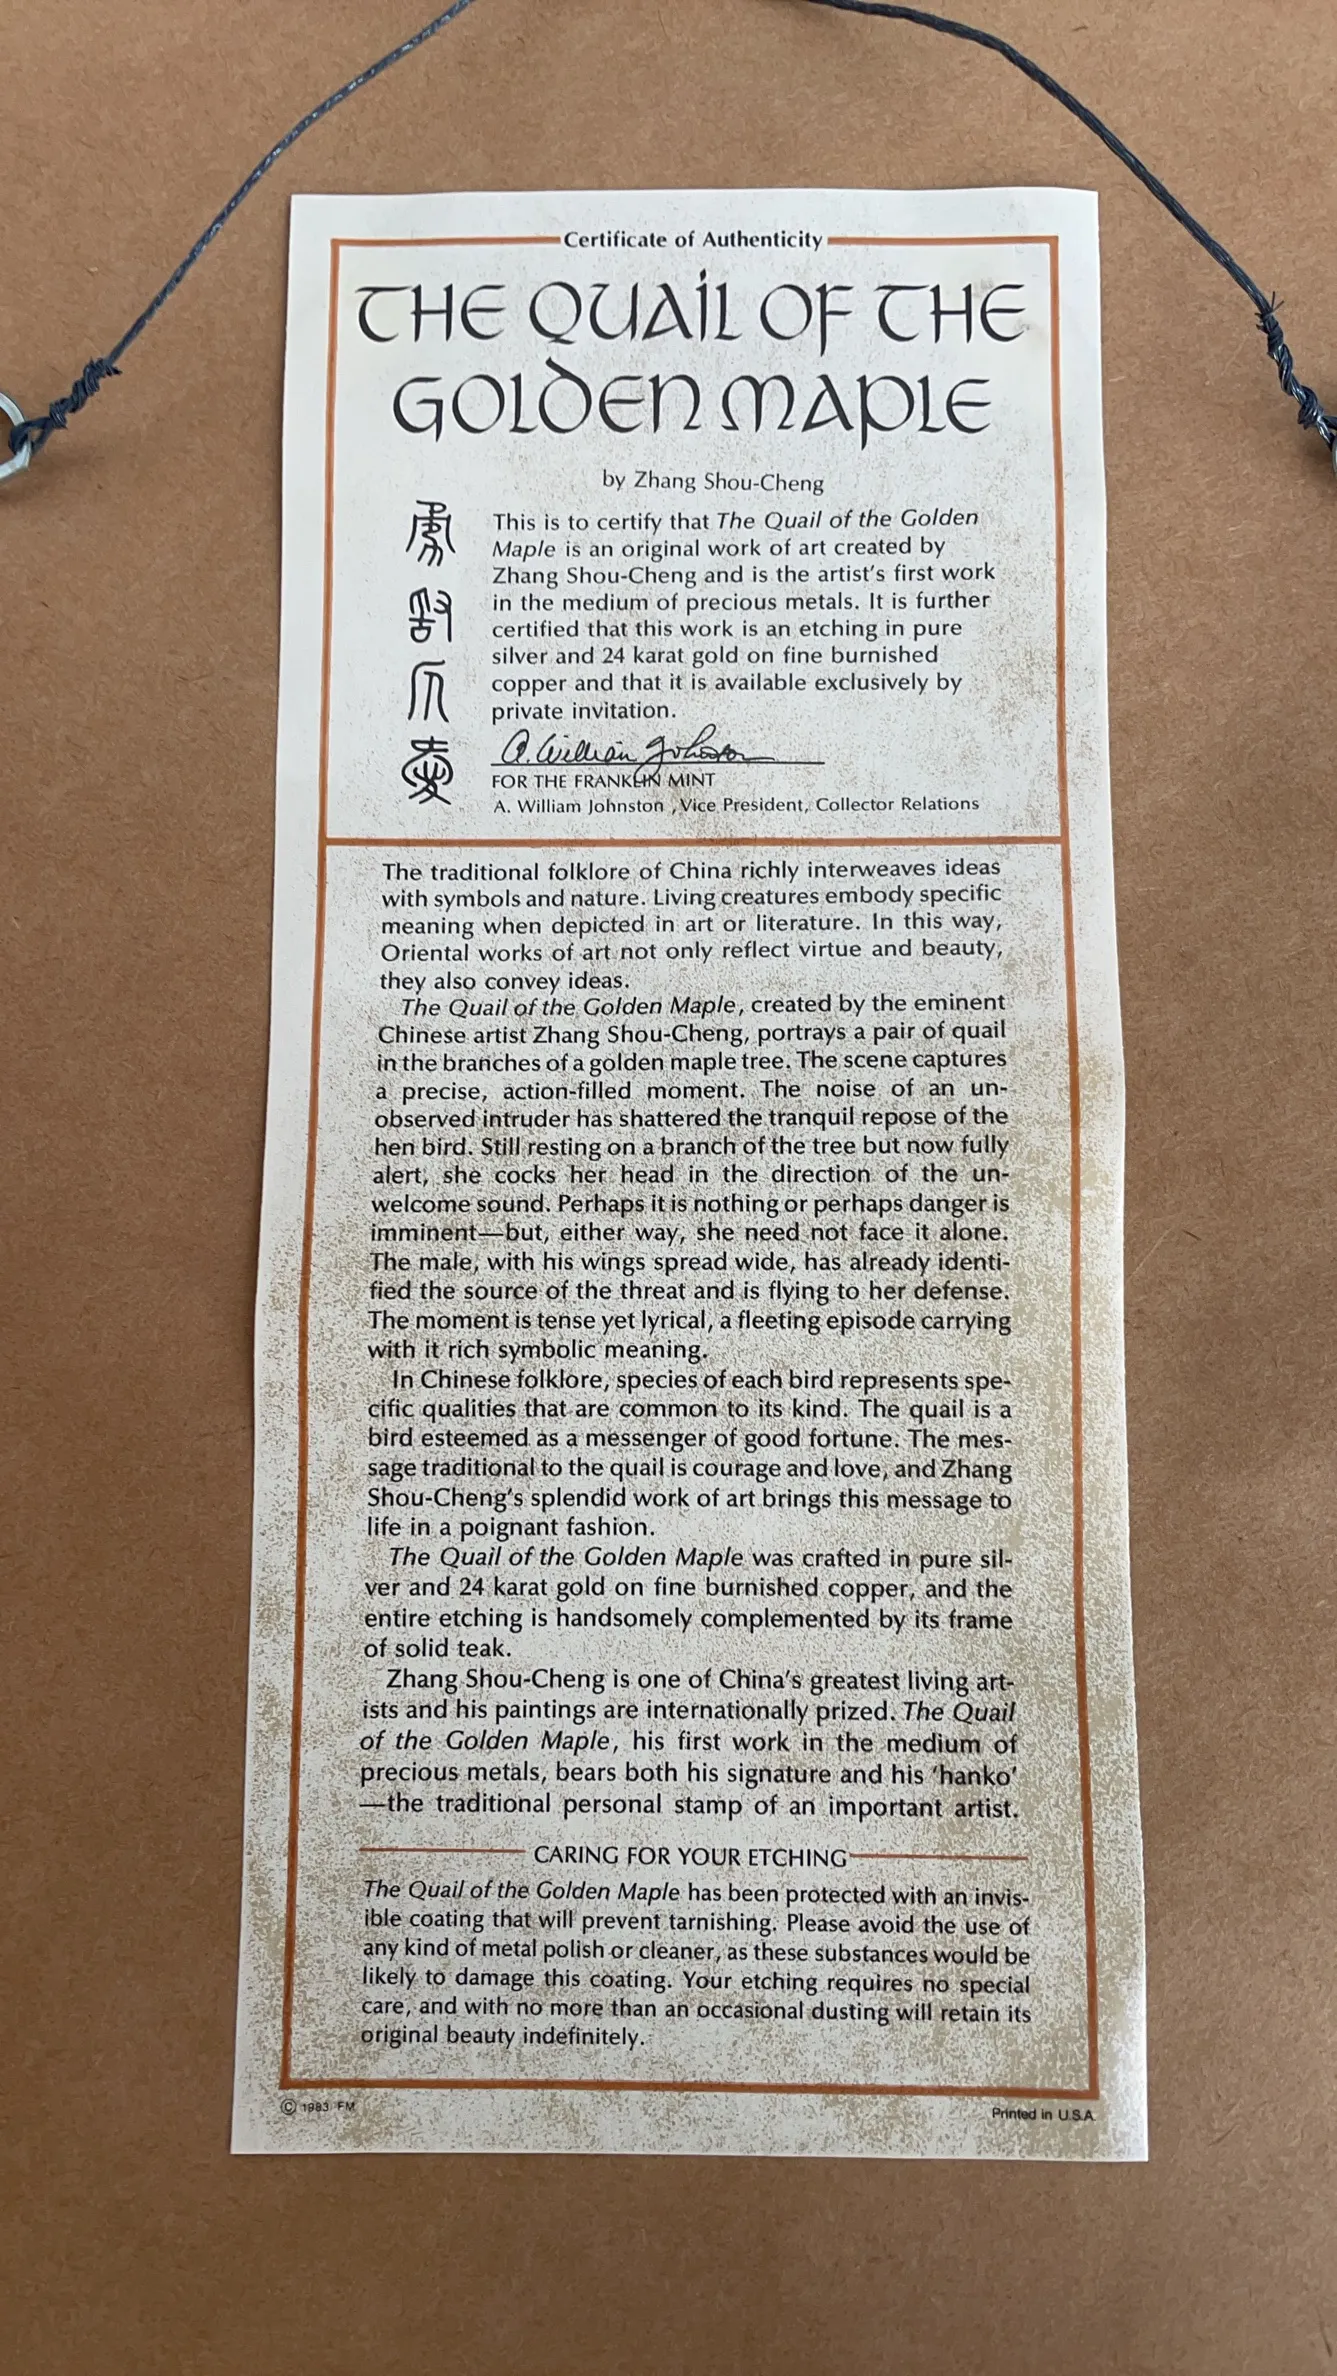 Certificate of Authenticity
THE QUAIL OF THE
GOLDEN MAPLE
by Zhang Shou-Cheng
This is to certify that The Quail of the Golden
Maple is an original work of art created by
Zhang Shou-Cheng and is the artist's first work
in the medium of precious metals. It is further
certified that this work is an etching in pure
silver and 24 karat gold on fine burnished
copper and that it is available exclusively by
private invitation.
A. William Johnston
FOR THE FRANKLIN MINT
A. William Johnston , Vice President, Collector Relations
The traditional folklore of China richly interweaves ideas
with symbols and nature. Living creatures embody specific
meaning when depicted in art or literature. In this way,
Oriental works of art not only reflect virtue and beauty,
they also convey ideas.
The Quail of the Golden Maple, created by the eminent
Chinese artist Zhang Shou-Cheng, portrays a pair of quail
in the branches of a golden maple tree. The scene captures
a precise, action-filled moment. The noise of an un-
observed intruder has shattered the tranquil repose of the
hen bird. Still resting on a branch of the tree but now fully
alert, she cocks her head in the direction of the un-
welcome sound. Perhaps it is nothing or perhaps danger is
imminent—but, either way, she need not face it alone.
The male, with his wings spread wide, has already identi-
fied the source of the threat and is flying to her defense.
The moment is tense yet lyrical, a fleeting episode carrying
with it rich symbolic meaning.
In Chinese folklore, species of each bird represents spe-
cific qualities that are common to its kind. The quail is a
bird esteemed as a messenger of good fortune. The mes-
sage traditional to the quail is courage and love, and Zhang
Shou-Cheng's splendid work of art brings this message to
life in a poignant fashion.
The Quail of the Golden Maple was crafted in pure sil-
ver and 24 karat gold on fine burnished copper, and the
entire etching is handsomely complemented by its frame
of solid teak.
Zhang Shou-Cheng is one of China's greatest living art-
ists and his paintings are internationally prized. The Quail
of the Golden Maple, his first work in the medium of
precious metals, bears both his signature and his 'hanko'
—the traditional personal stamp of an important artist.
CARING FOR YOUR ETCHING
The Quail of the Golden Maple has been protected with an invis-
ible coating that will prevent tarnishing. Please avoid the use of
any kind of metal polish or cleaner, as these substances would be
likely to damage this coating. Your etching requires no special
care, and with no more than an occasional dusting will retain its
original beauty indefinitely.
© 1983 FM
Printed in U.S.A.